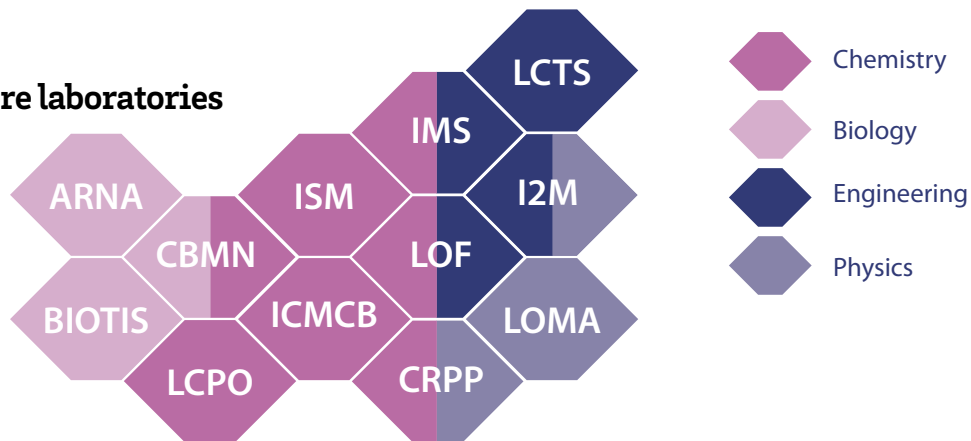 re laboratories
LCTS
IMS
ARNA
ISM
I2M
CBMN
LOF
BIOTIS
ICMCB
LOMA
LCPO
CRPP
Chemistry
Biology
Engineering
Physics